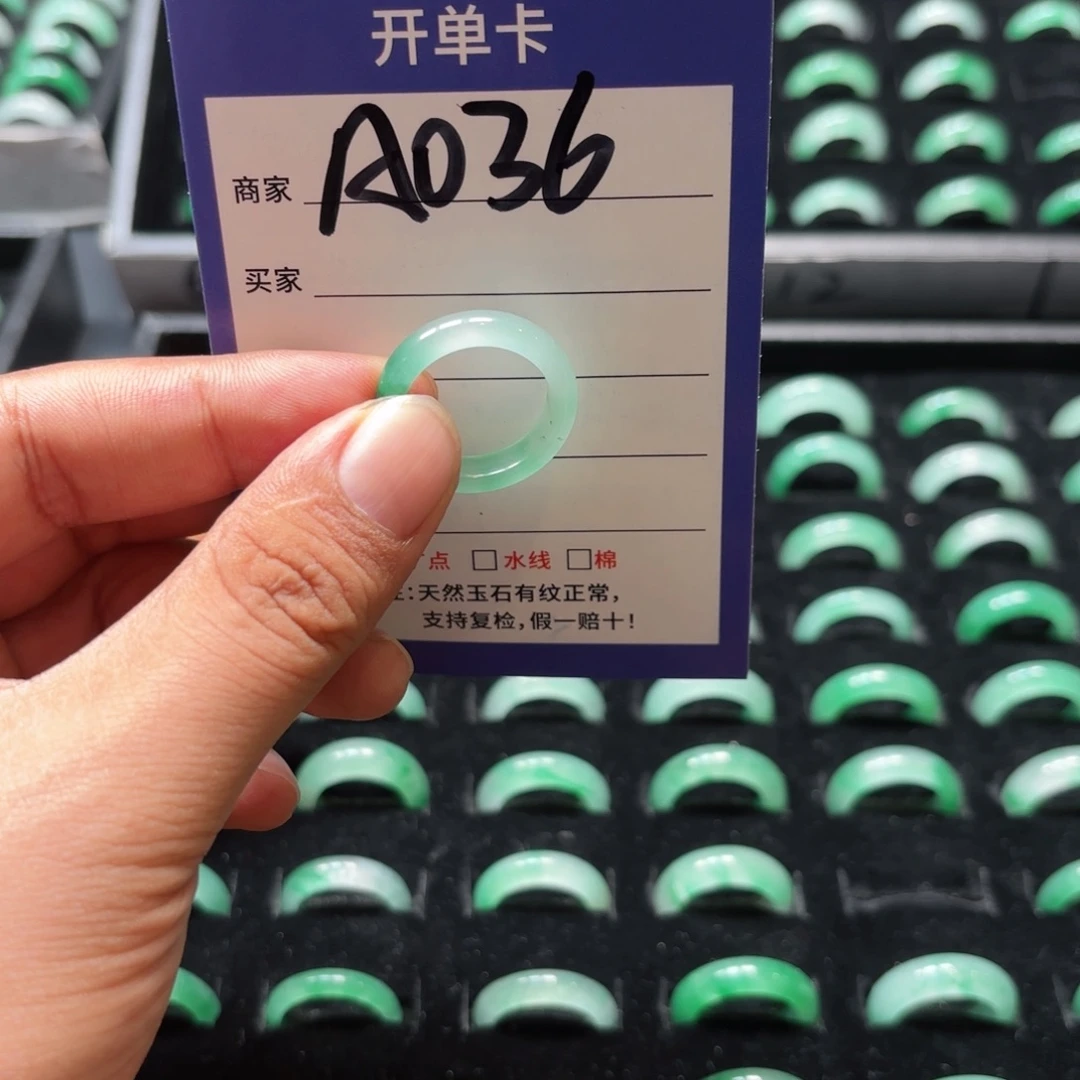 开单卡
商家 A036
买家
点 □水线 □棉
注:天然玉石有纹正常,
支持复检,假一赔十!